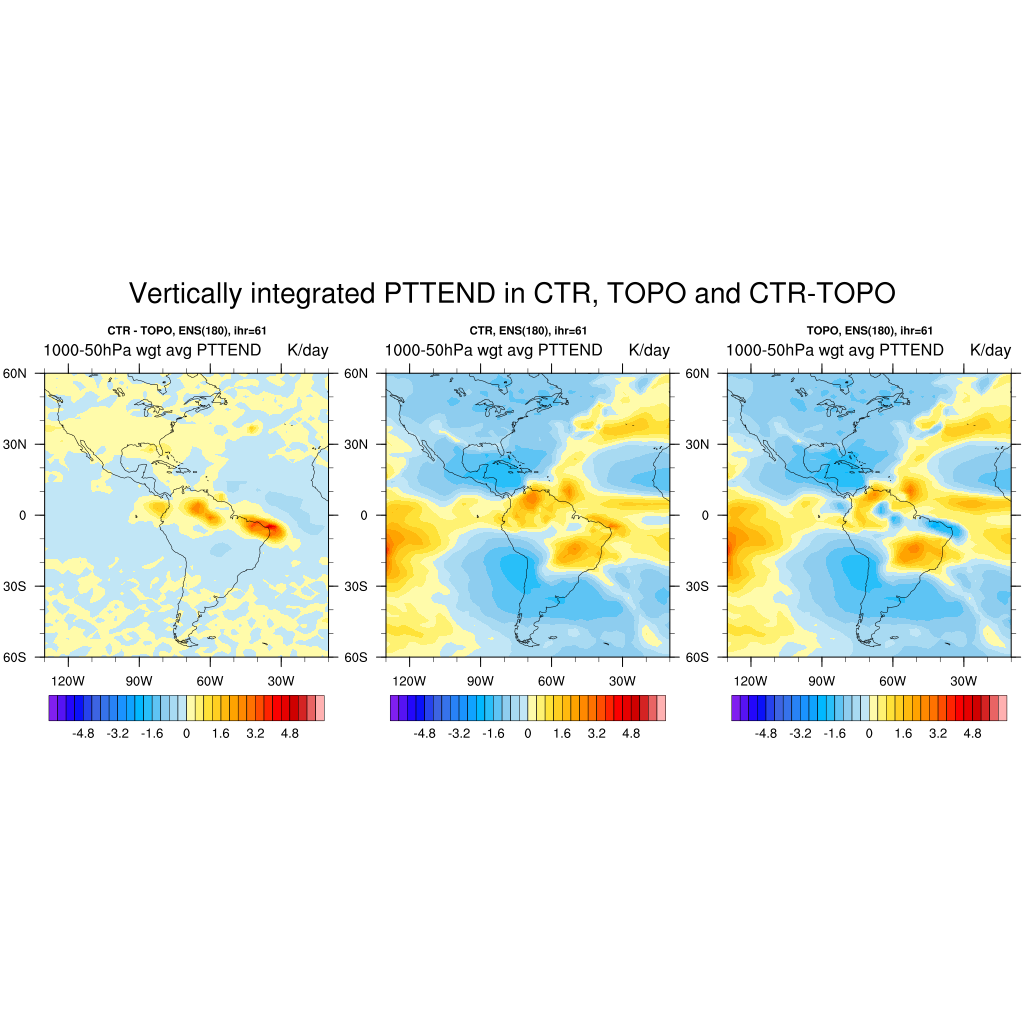 Vertically integrated PTTEND in CTR, TOPO and CTR-TOPO
CTR - TOPO, ENS(180), ihr=61
1000-50hPa wgt avg PTTEND K/day
60N
30N
0
30S
60S
120W 90W 60W 30W
-4.8 -3.2 -1.6 0 1.6 3.2 4.8
CTR, ENS(180), ihr=61
1000-50hPa wgt avg PTTEND K/day
60N
30N
0
30S
60S
120W 90W 60W 30W
-4.8 -3.2 -1.6 0 1.6 3.2 4.8
TOPO, ENS(180), ihr=61
1000-50hPa wgt avg PTTEND K/day
60N
30N
0
30S
60S
120W 90W 60W 30W
-4.8 -3.2 -1.6 0 1.6 3.2 4.8